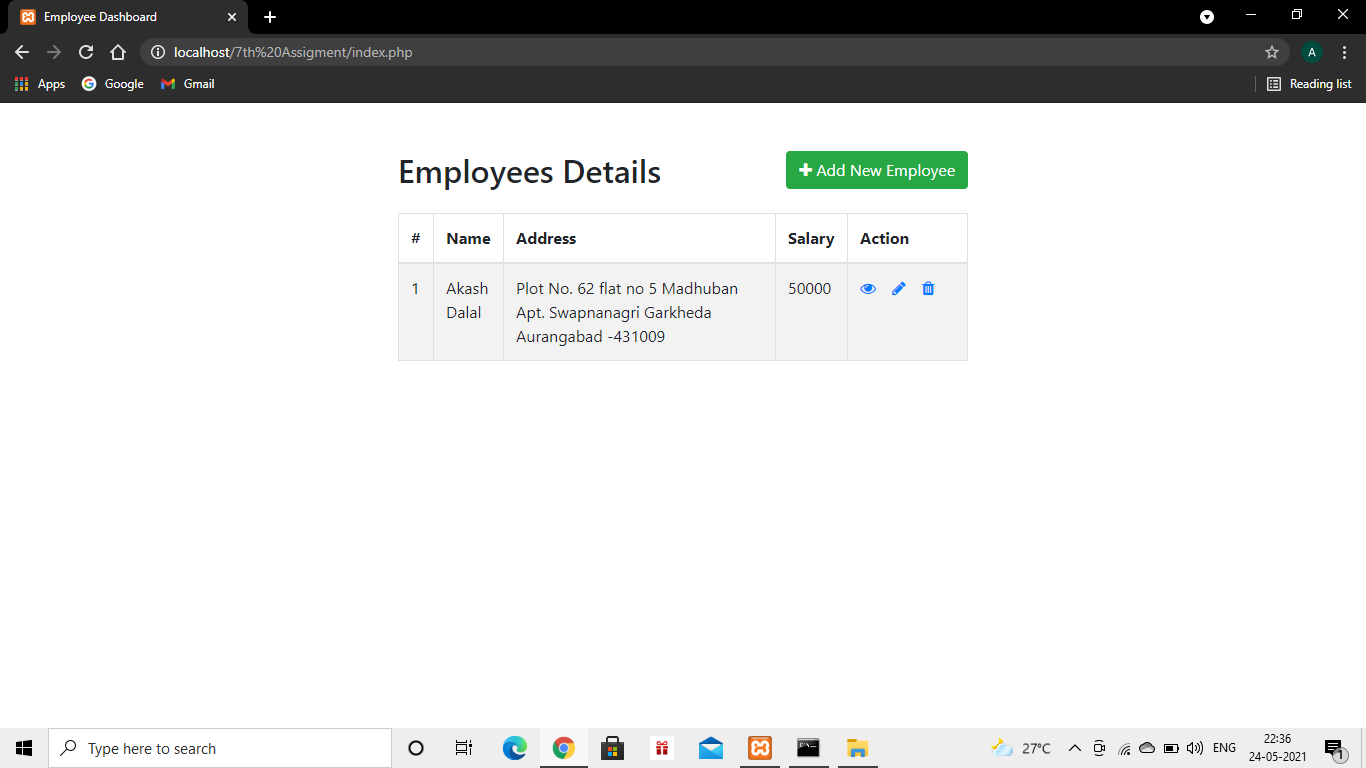 Employee Dashboard
localhost/7th%20Assigment/index.php
A
Apps
Google
Gmail
Reading list
Employees Details
Add New Employee
# Name Address Salary Action
1 Akash Plot No. 62 flat no 5 Madhuban 50000
Dalal Apt. Swapnanagri Garkheda
Aurangabad -431009
Type here to search
27°C
ENG
22:36
24-05-2021
1